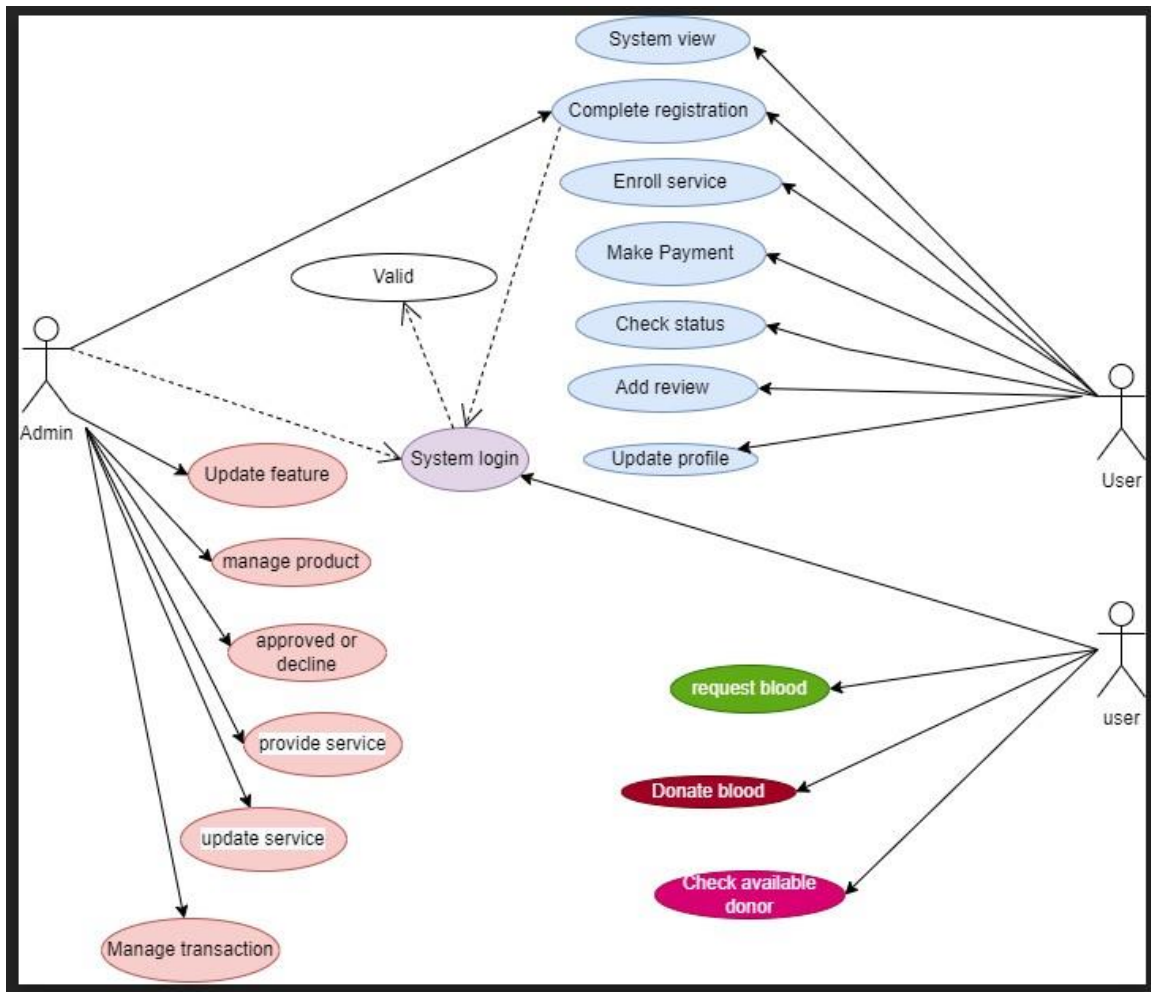 System view
Complete registration
Enroll service
Valid
Make Payment
Check status
Add review
Admin
System login
Update profile
Update feature
User
manage product
approved or
decline
request blood
user
provide service
Donate blood
update service
Check available
donor
Manage transaction